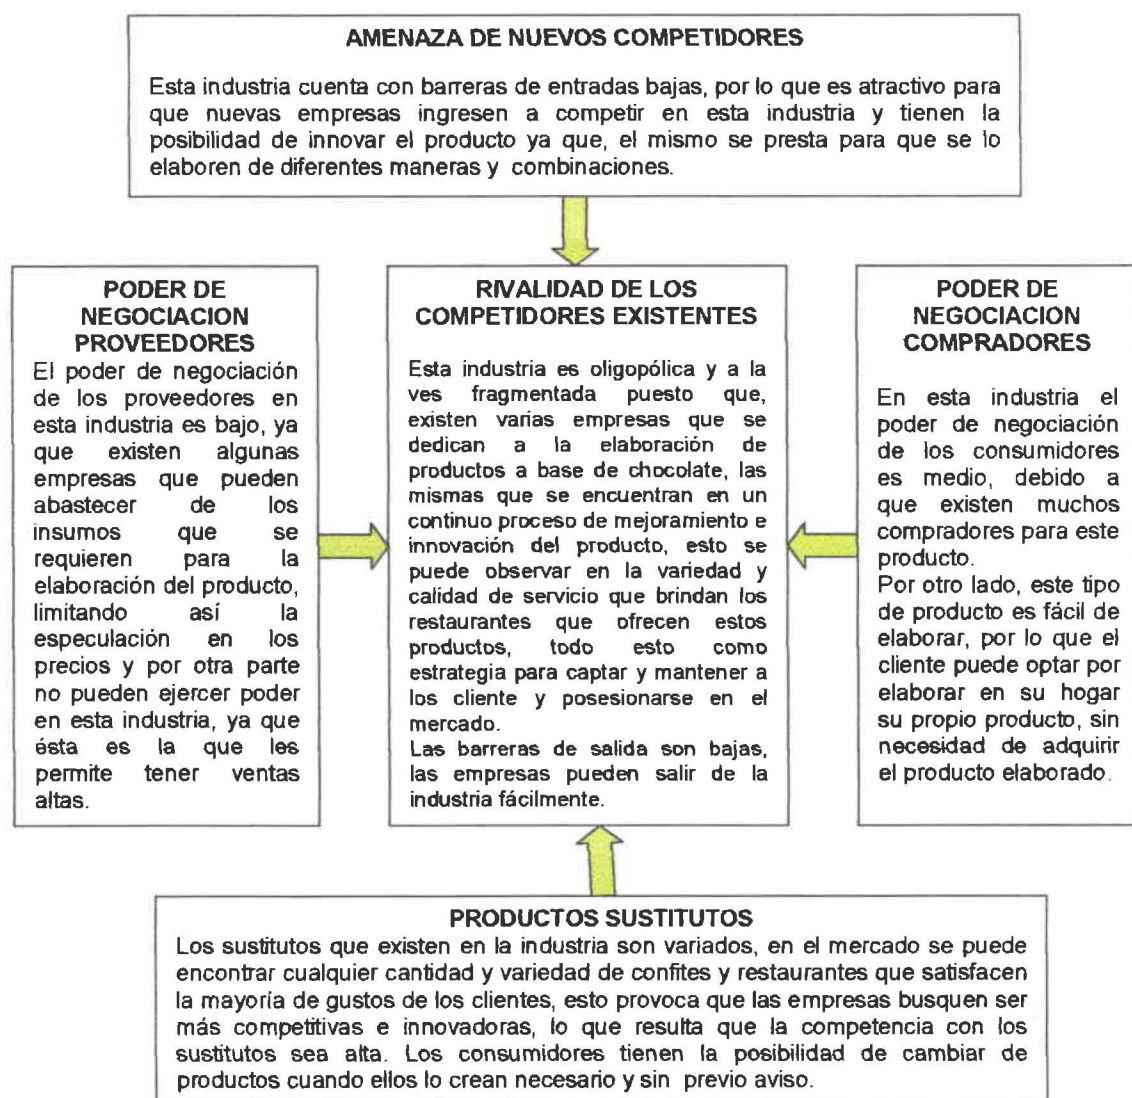 AMENAZA DE NUEVOS COMPETIDORES
Esta industria cuenta con barreras de entradas bajas, por lo que es atractivo para
que nuevas empresas ingresen a competir en esta industria y tienen la
posibilidad de innovar el producto ya que, el mismo se presta para que se lo
elaboren de diferentes maneras y combinaciones.
PODER DE
NEGOCIACION
PROVEEDORES
El poder de negociación
de los proveedores en
esta industria es bajo, ya
que existen algunas
empresas que pueden
abastecer de los
insumos que se
requieren para la
elaboración del producto,
limitando así la
especulación en los
precios y por otra parte
no pueden ejercer poder
en esta industria, ya que
ésta es la que les
permite tener ventas
altas.
RIVALIDAD DE LOS
COMPETIDORES EXISTENTES
Esta industria es oligopólica y a la
ves fragmentada puesto que,
existen varias empresas que se
dedican a la elaboración de
productos a base de chocolate, las
mismas que se encuentran en un
continuo proceso de mejoramiento e
innovación del producto, esto se
puede observar en la variedad y
calidad de servicio que brindan los
restaurantes que ofrecen estos
productos, todo esto como
estrategia para captar y mantener a
los cliente y posesionarse en el
mercado.
Las barreras de salida son bajas,
las empresas pueden salir de la
industria fácilmente.
PODER DE
NEGOCIACION
COMPRADORES
En esta industria el
poder de negociación
de los consumidores
es medio, debido a
que existen muchos
compradores para este
producto.
Por otro lado, este tipo
de producto es fácil de
elaborar, por lo que el
cliente puede optar por
elaborar en su hogar
su propio producto, sin
necesidad de adquirir
el producto elaborado.
PRODUCTOS SUSTITUTOS
Los sustitutos que existen en la industria son variados, en el mercado se puede
encontrar cualquier cantidad y variedad de confites y restaurantes que satisfacen
la mayoría de gustos de los clientes, esto provoca que las empresas busquen ser
más competitivas e innovadoras, lo que resulta que la competencia con los
sustitutos sea alta. Los consumidores tienen la posibilidad de cambiar de
productos cuando ellos lo crean necesario y sin previo aviso.